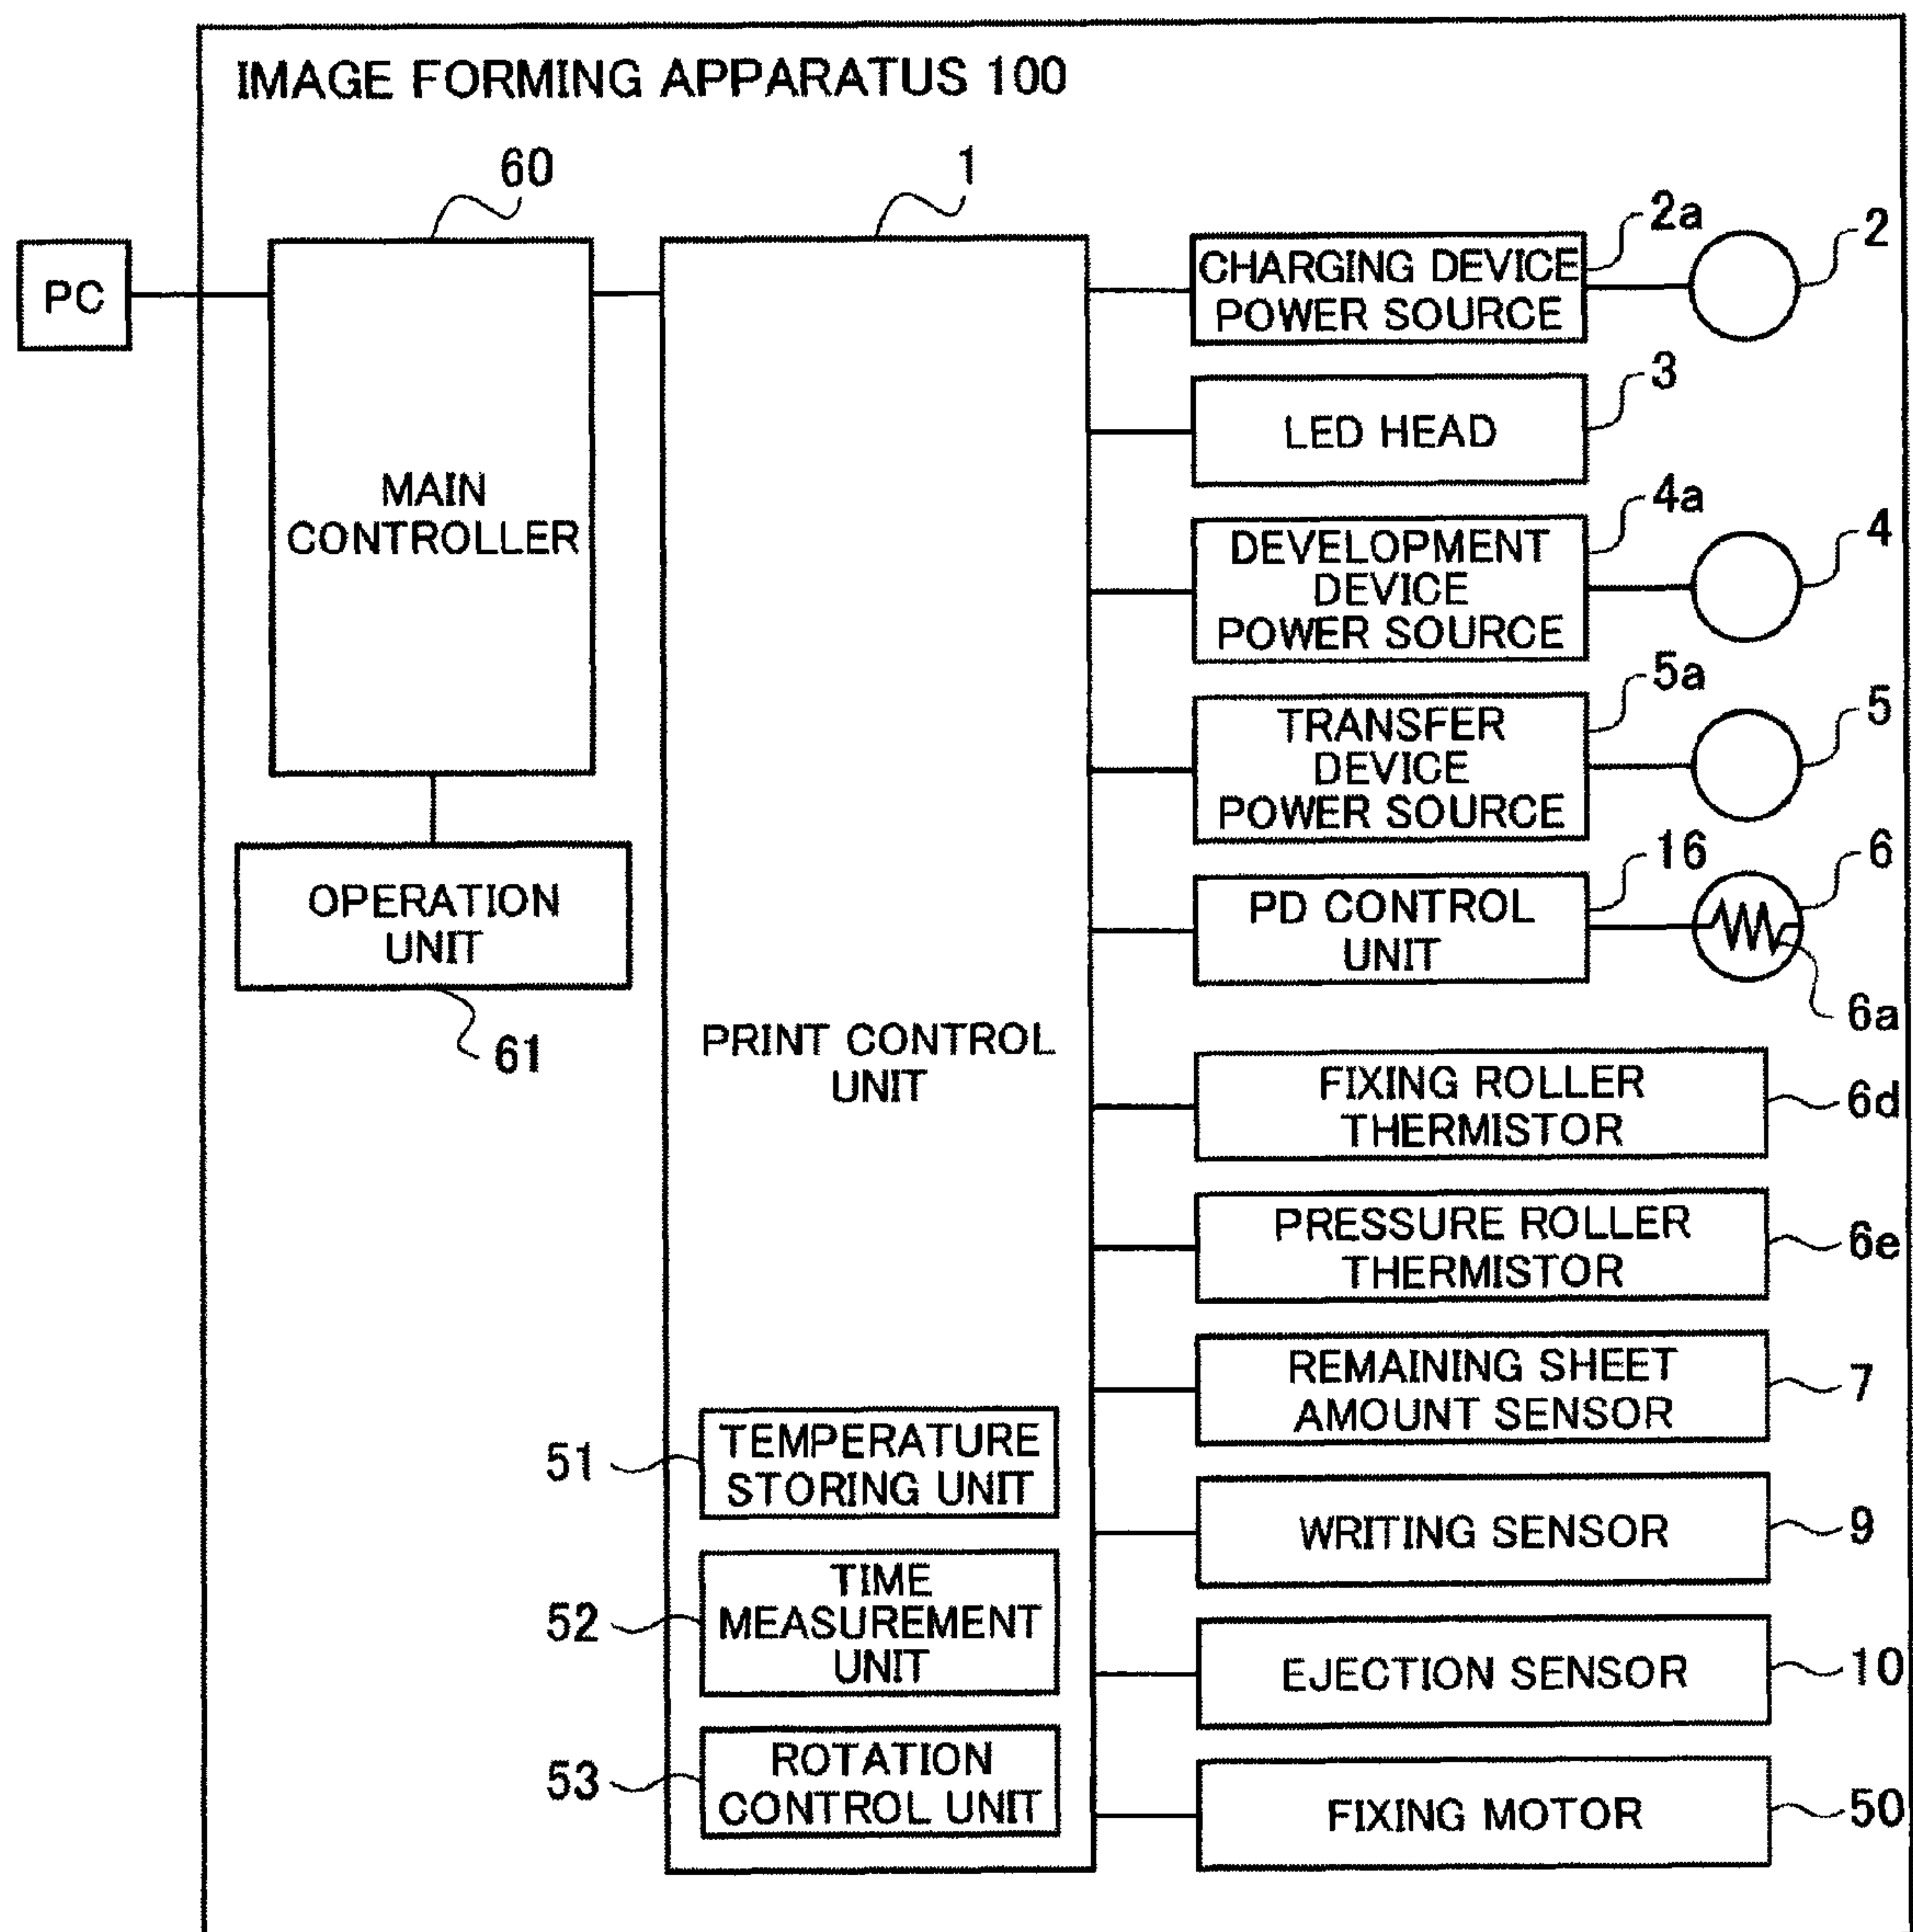 IMAGE FORMING APPARATUS 100
60
1
PC
MAIN
CONTROLLER
OPERATION
UNIT
61
PRINT CONTROL
UNIT
51
TEMPERATURE
STORING UNIT
52
TIME
MEASUREMENT
UNIT
53
ROTATION
CONTROL UNIT
2a
2
CHARGING DEVICE
POWER SOURCE
3
LED HEAD
4a
4
DEVELOPMENT
DEVICE
POWER SOURCE
5a
5
TRANSFER
DEVICE
POWER SOURCE
16
6
PD CONTROL
UNIT
6a
FIXING ROLLER
THERMISTOR
6d
PRESSURE ROLLER
THERMISTOR
6e
REMAINING SHEET
AMOUNT SENSOR
7
WRITING SENSOR
9
EJECTION SENSOR
10
FIXING MOTOR
50